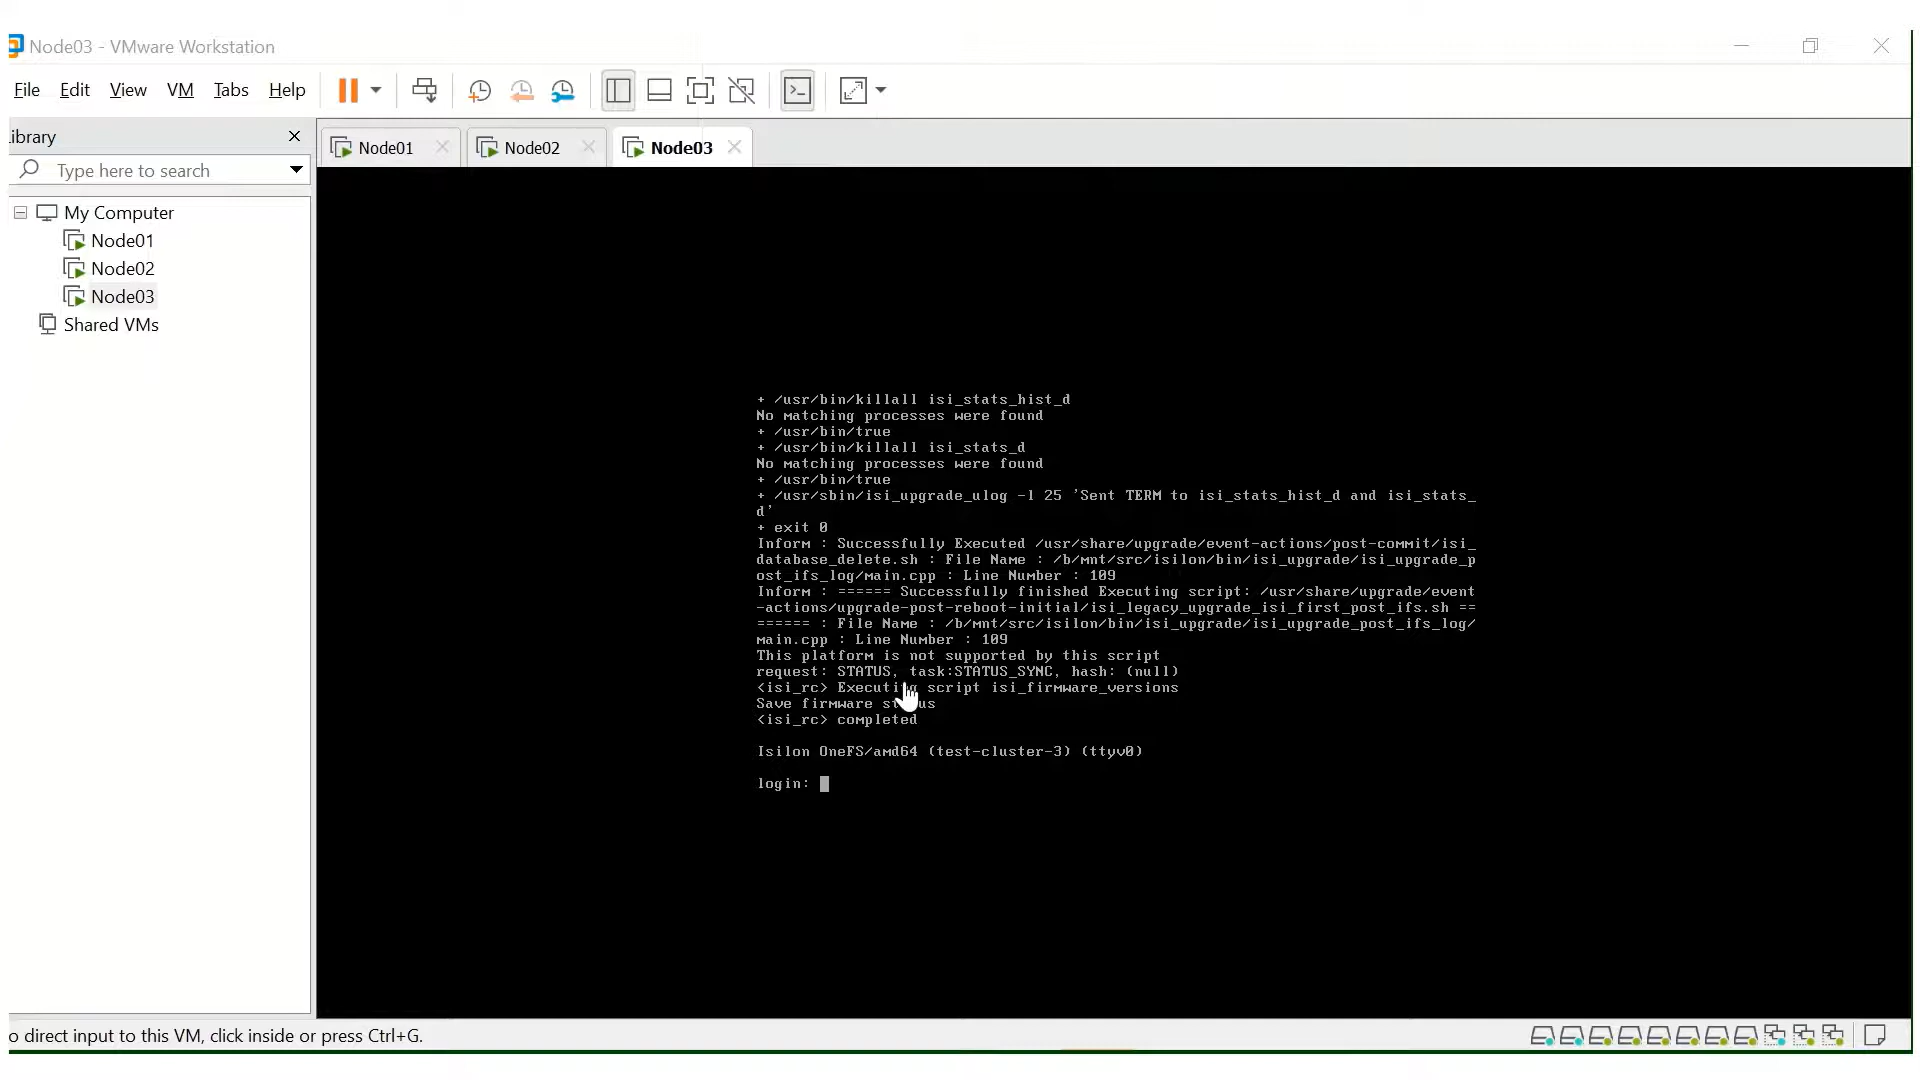 Node03 - VMware Workstation
File Edit View VM Tabs Help
ibrary
Type here to search
My Computer
Node01
Node02
Node03
Shared VMs
Node01 Node02 Node03
+ /usr/bin/killall isi_stats_hist_d
No matching processes were found
+ /usr/bin/true
+ /usr/bin/killall isi_stats_d
No matching processes were found
+ /usr/bin/true
+ /usr/sbin/isi_upgrade_ulog -l 25 'Sent TERM to isi_stats_hist_d and isi_stats_
d'
+ exit 0
Inform : Successfully Executed /usr/share/upgrade/event-actions/post-commit/isi_
database_delete.sh : File Name : /b/mnt/src/isilon/bin/isi_upgrade/isi_upgrade_p
ost_ifs_log/main.cpp : Line Number : 109
Inform : ====== Successfully finished Executing script: /usr/share/upgrade/event
-actions/upgrade-post-reboot-initial/isi_legacy_upgrade_isi_first_post_ifs.sh ==
====== : File Name : /b/mnt/src/isilon/bin/isi_upgrade/isi_upgrade_post_ifs_log/
main.cpp : Line Number : 109
This platform is not supported by this script
request: STATUS, task:STATUS_SYNC, hash: (null)
<isi_rc> Executing script isi_firmware_versions
Save firmware status
<isi_rc> completed
Isilon OneFS/amd64 (test-cluster-3) (ttyv0)
login:
o direct input to this VM, click inside or press Ctrl+G.